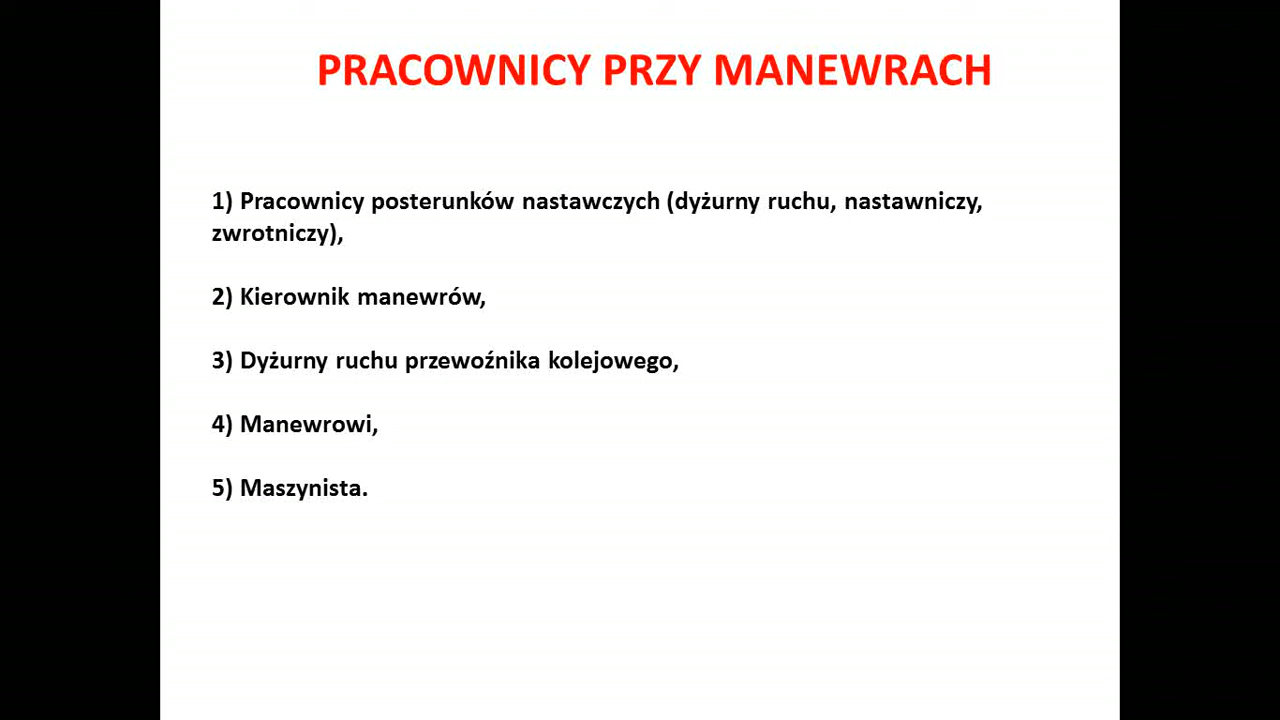 PRACOWNICY PRZY MANEWRACH
1) Pracownicy posterunków nastawczych (dyżurny ruchu, nastawniczy,
zwrotniczy),
2) Kierownik manewrów,
3) Dyżurny ruchu przewoźnika kolejowego,
4) Manewrowi,
5) Maszynista.